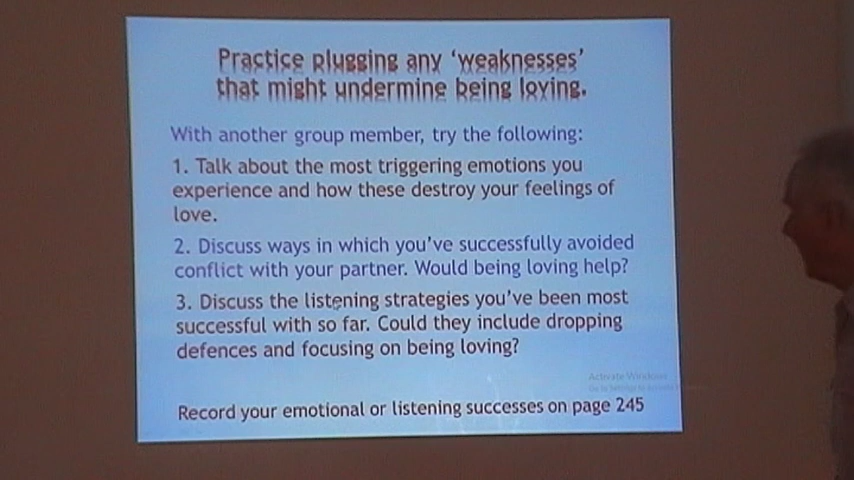 Practice plugging any ‘weaknesses’
that might undermine being loving.
With another group member, try the following:
1. Talk about the most triggering emotions you
experience and how these destroy your feelings of
love.
2. Discuss ways in which you’ve successfully avoided
conflict with your partner. Would being loving help?
3. Discuss the listening strategies you’ve been most
successful with so far. Could they include dropping
defences and focusing on being loving?
Activate Windows
Record your emotional or listening successes on page 245